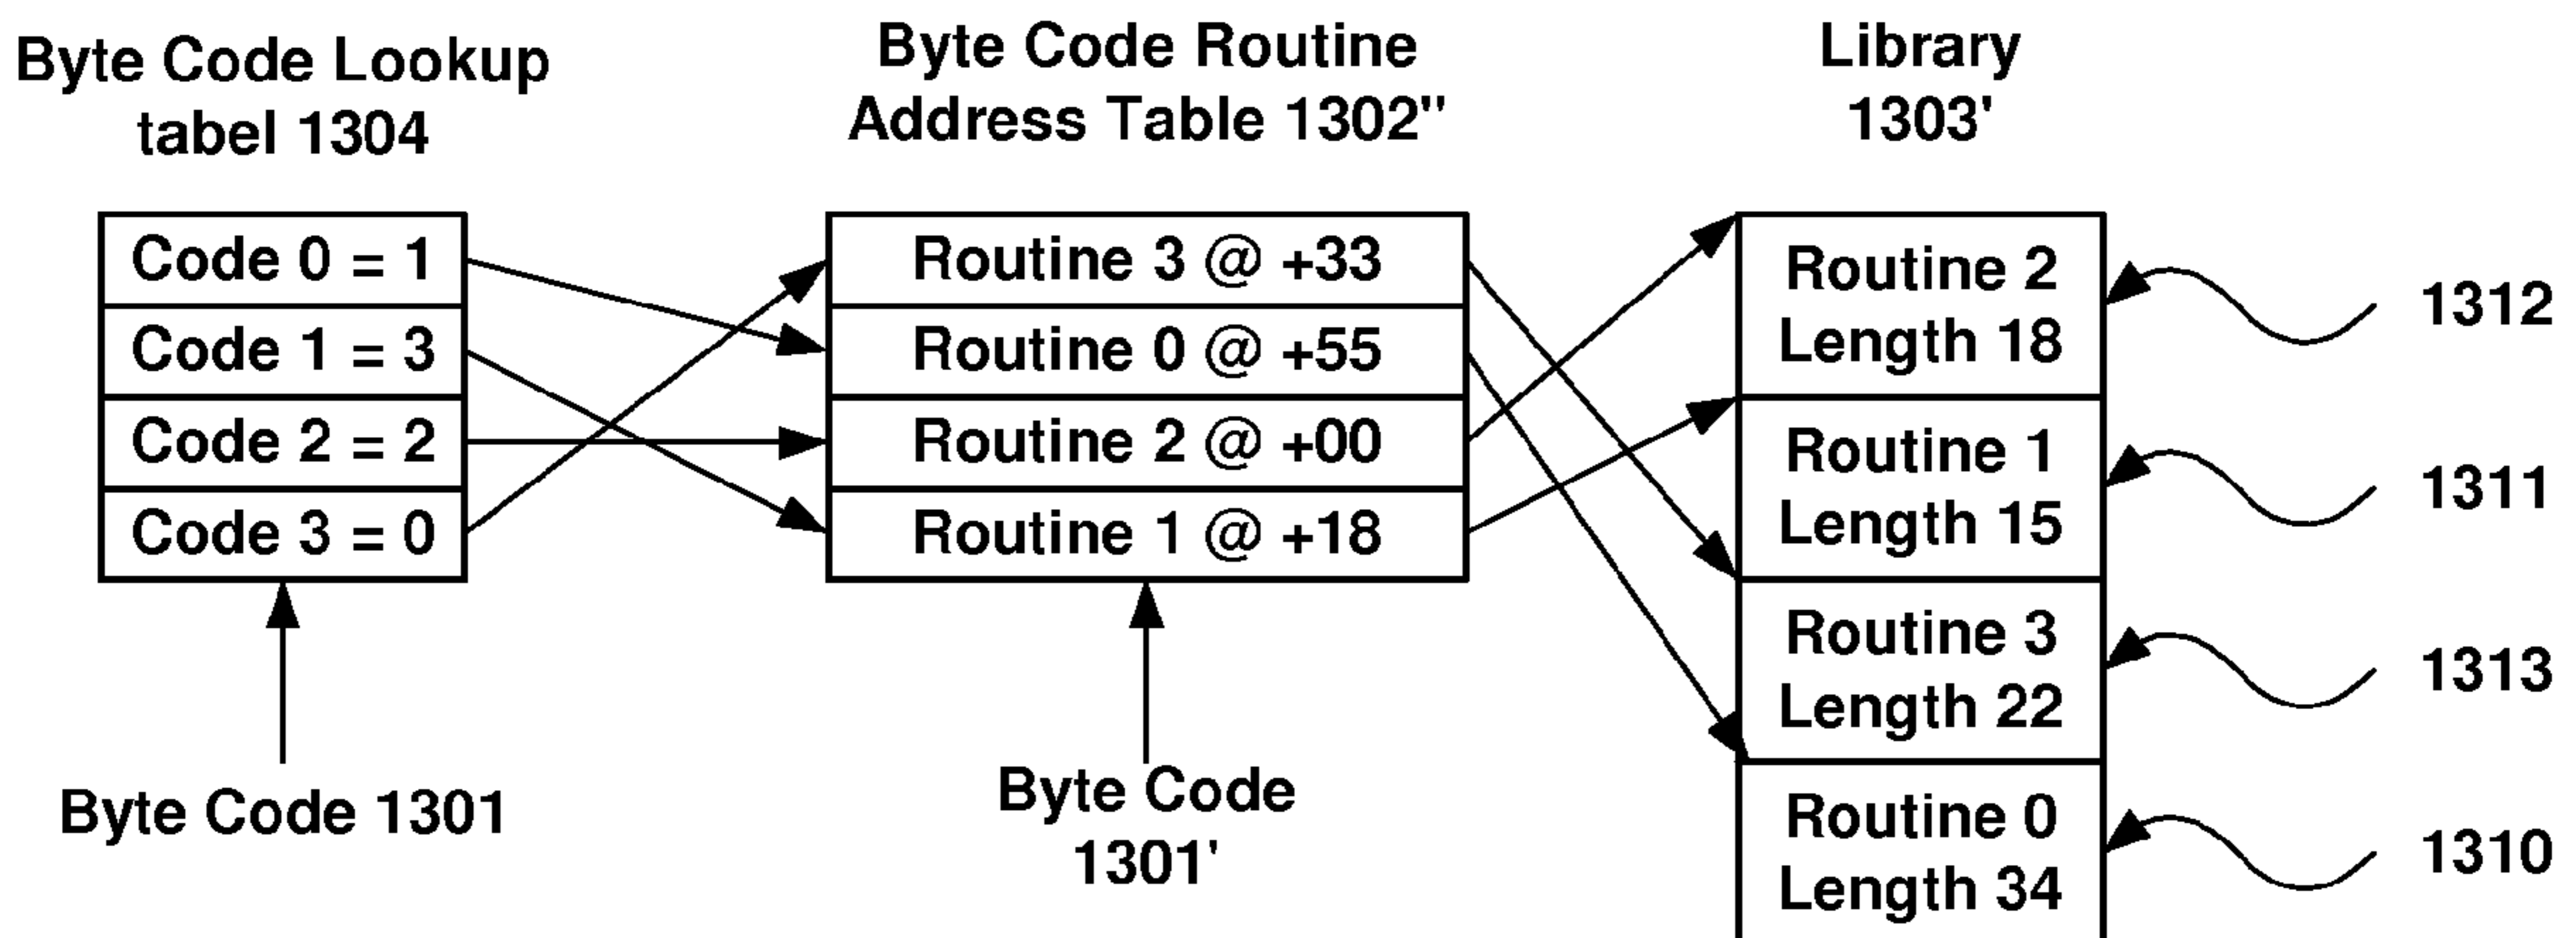 Byte Code Lookup
tabel 1304
Byte Code Routine
Address Table 1302"
Library
1303'
Code 0 = 1
Code 1 = 3
Code 2 = 2
Code 3 = 0
Routine 3 @ +33
Routine 0 @ +55
Routine 2 @ +00
Routine 1 @ +18
Routine 2
Length 18
Routine 1
Length 15
Routine 3
Length 22
Routine 0
Length 34
1312
1311
1313
1310
Byte Code 1301
Byte Code
1301'